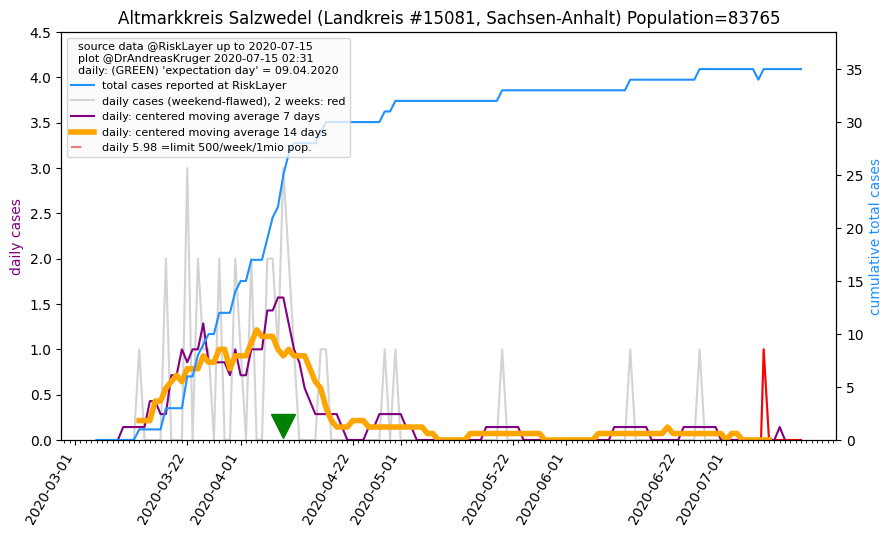 Altmarkkreis Salzwedel (Landkreis #15081, Sachsen-Anhalt) Population=83765
source data @RiskLayer up to 2020-07-15
plot @DrAndreasKruger 2020-07-15 02:31
daily: (GREEN) 'expectation day' = 09.04.2020
total cases reported at RiskLayer
daily cases (weekend-flawed), 2 weeks: red
daily: centered moving average 7 days
daily: centered moving average 14 days
daily 5.98 =limit 500/week/1mio pop.
daily cases
4.5
4.0
3.5
3.0
2.5
2.0
1.5
1.0
0.5
0.0
cumulative total cases
35
30
25
20
15
10
5
0
2020-03-01
2020-03-22
2020-04-01
2020-04-22
2020-05-01
2020-05-22
2020-06-01
2020-06-22
2020-07-01